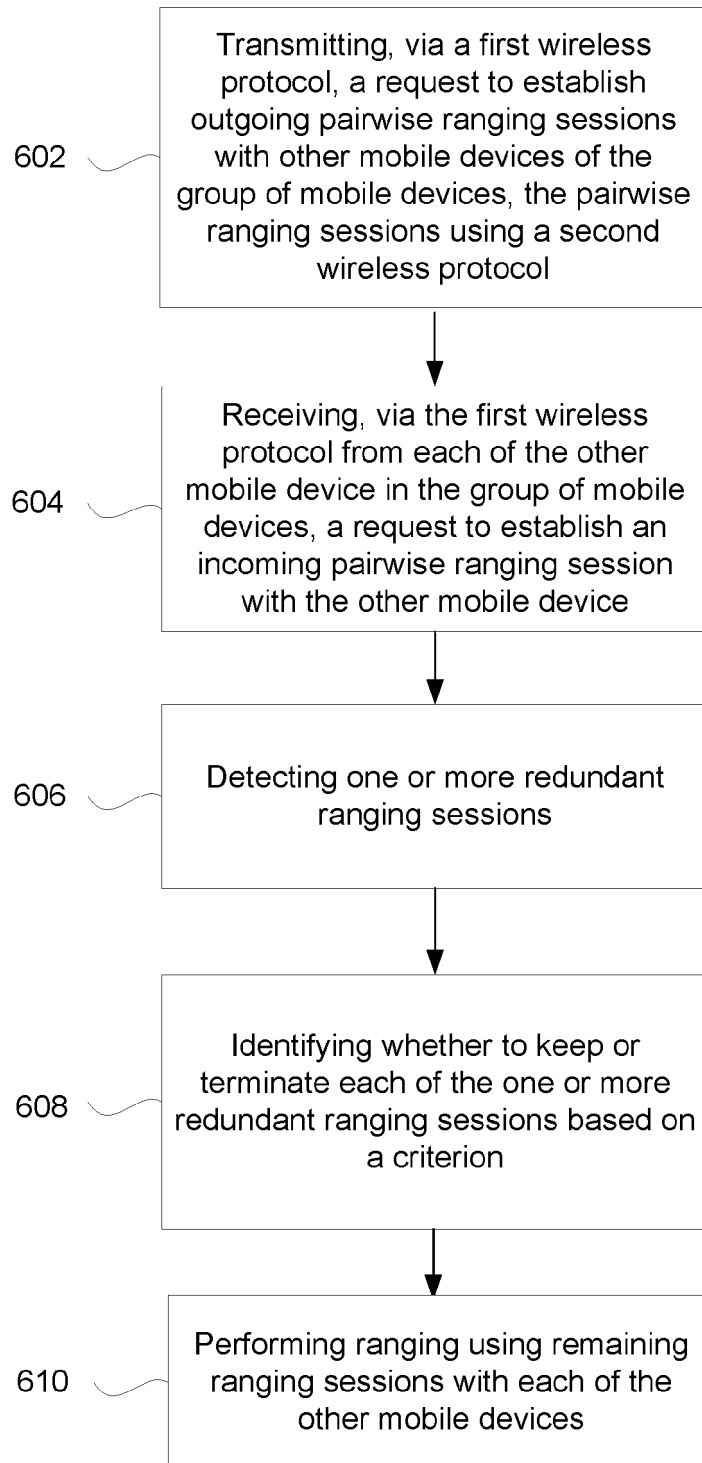 Transmitting, via a first wireless
protocol, a request to establish
outgoing pairwise ranging sessions
with other mobile devices of the
group of mobile devices, the pairwise
ranging sessions using a second
wireless protocol
602
Receiving, via the first wireless
protocol from each of the other
mobile device in the group of mobile
devices, a request to establish an
incoming pairwise ranging session
with the other mobile device
604
Detecting one or more redundant
ranging sessions
606
Identifying whether to keep or
terminate each of the one or more
redundant ranging sessions based on
a criterion
608
Performing ranging using remaining
ranging sessions with each of the
other mobile devices
610